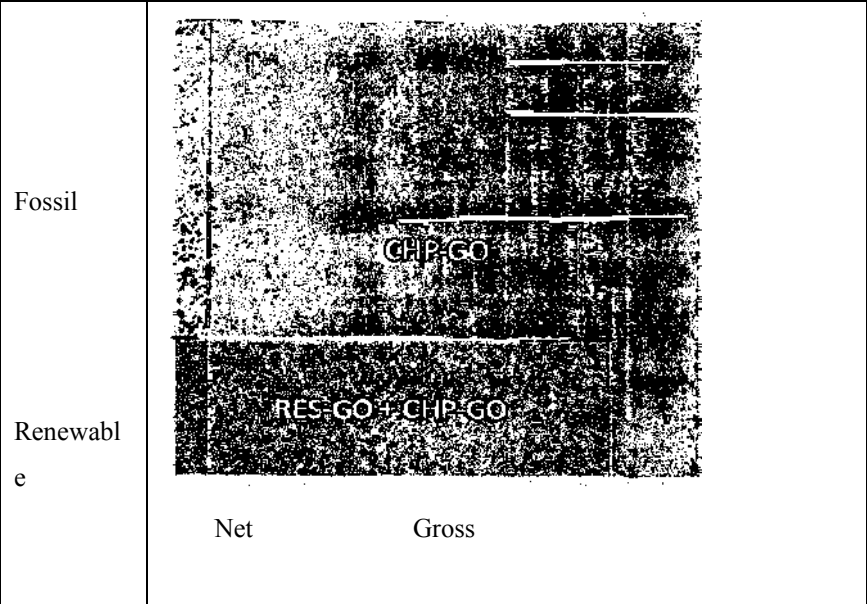 Fossil
CHP-GO
RES-GO + CHP-GO
Renewabl
e
Net Gross